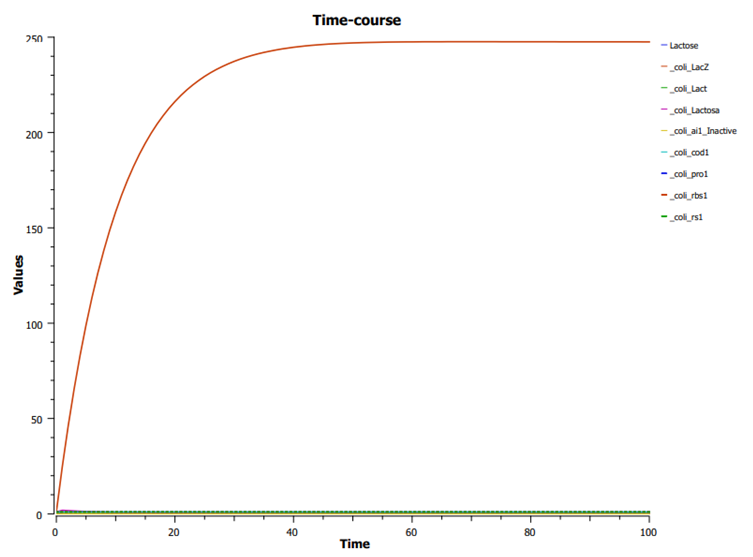 Time-course
250
200
150
100
50
0
Values
0 20 40 60 80 100
Time
Lactose
_coli_LacZ
_coli_Lact
_coli_Lactosa
_coli_ai1_Inactive
_coli_cod1
_coli_pro1
_coli_rbs1
_coli_rs1